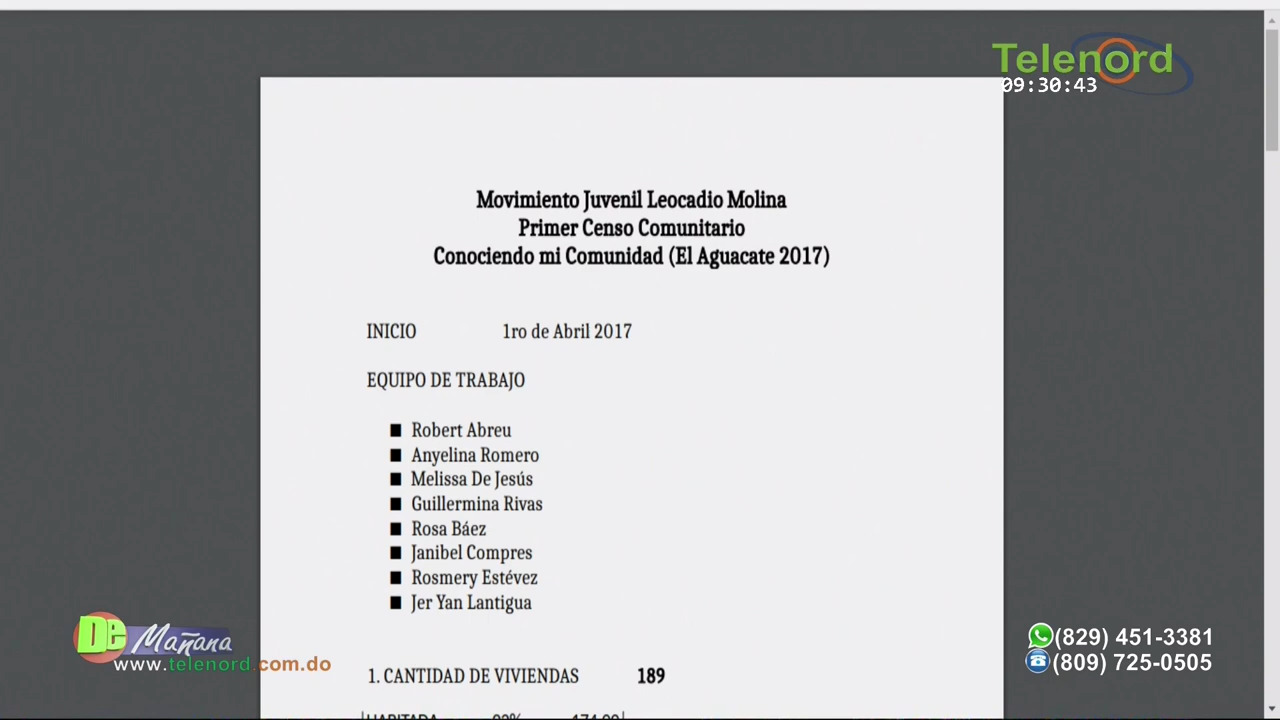 Telenord
09:30:43
Movimiento Juvenil Leocadio Molina
Primer Censo Comunitario
Conociendo mi Comunidad (El Aguacate 2017)
INICIO 1ro de Abril 2017
EQUIPO DE TRABAJO
■ Robert Abreu
■ Anyelina Romero
■ Melissa De Jesús
■ Guillermina Rivas
■ Rosa Báez
■ Janibel Compres
■ Rosmery Estévez
■ Jer Yan Lantigua
De Mañana
www.telenord.com.do
(829) 451-3381
(809) 725-0505
1. CANTIDAD DE VIVIENDAS 189
HABITADA 92%